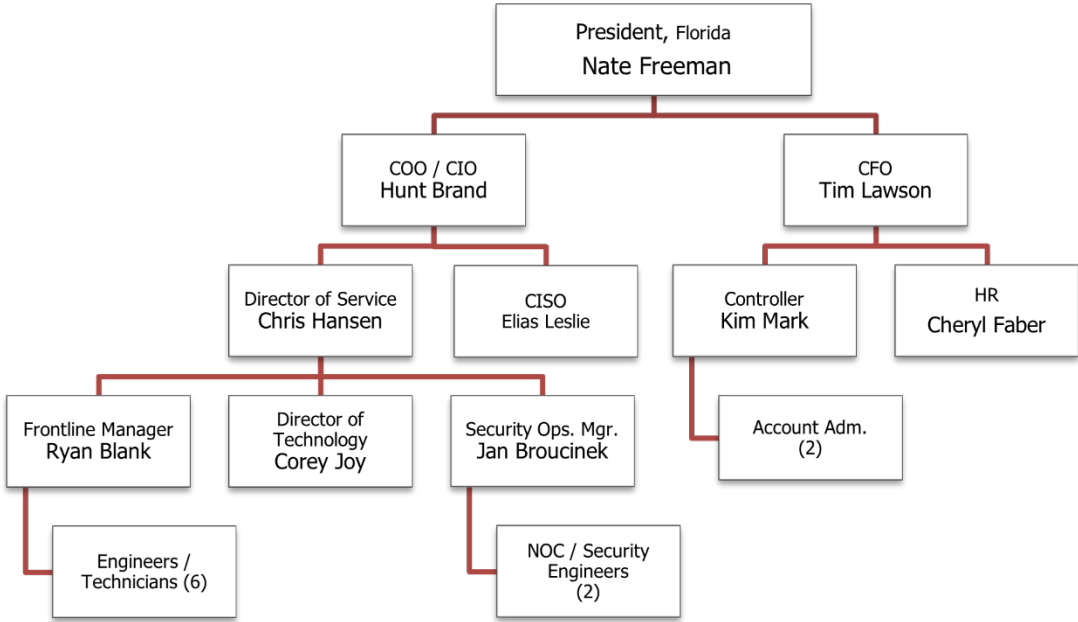 President, Florida
Nate Freeman
COO / CIO
Hunt Brand
CFO
Tim Lawson
Director of Service
Chris Hansen
CISO
Elias Leslie
Controller
Kim Mark
HR
Cheryl Faber
Frontline Manager
Ryan Blank
Director of
Technology
Corey Joy
Security Ops. Mgr.
Jan Broucinek
Account Adm.
(2)
Engineers /
Technicians (6)
NOC / Security
Engineers
(2)